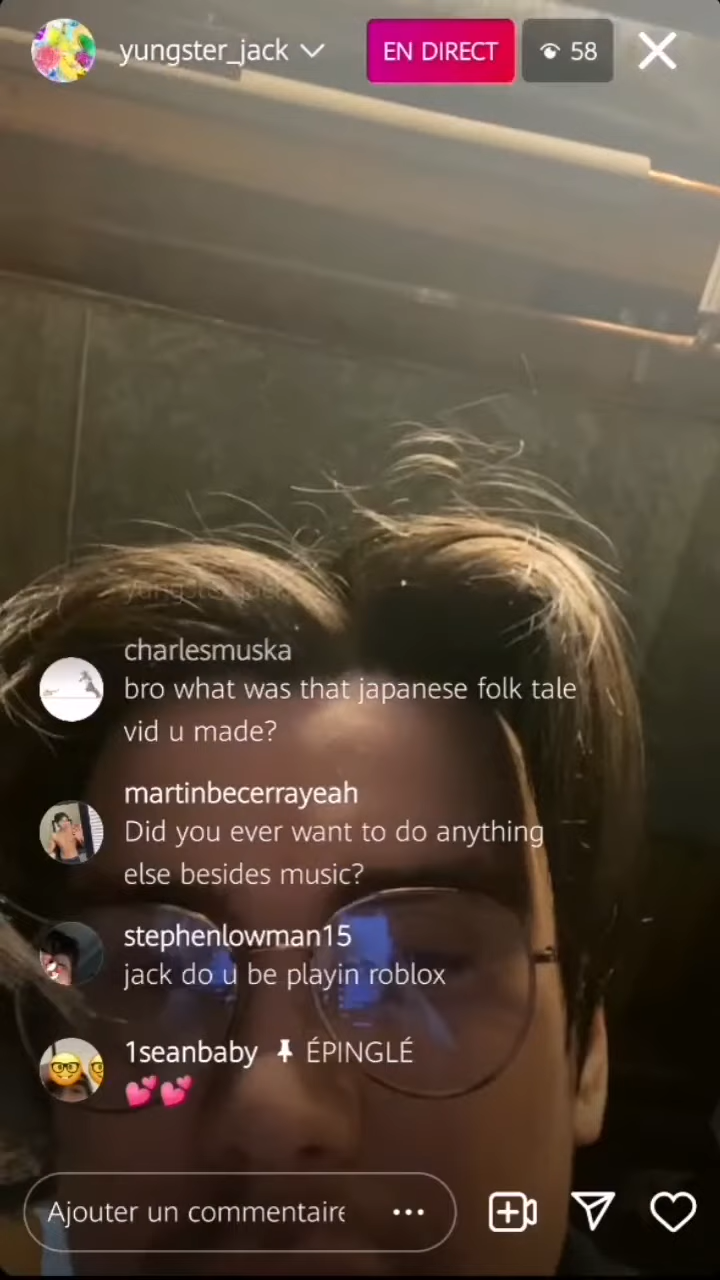 yungster_jack
EN DIRECT
58
yungster_jack
charlesmuska
bro what was that japanese folk tale
vid u made?
martinbecerrayeah
Did you ever want to do anything
else besides music?
stephenlowman15
jack do u be playin roblox
1seanbaby ÉPINGLÉ
💕💕
Ajouter un commentaire